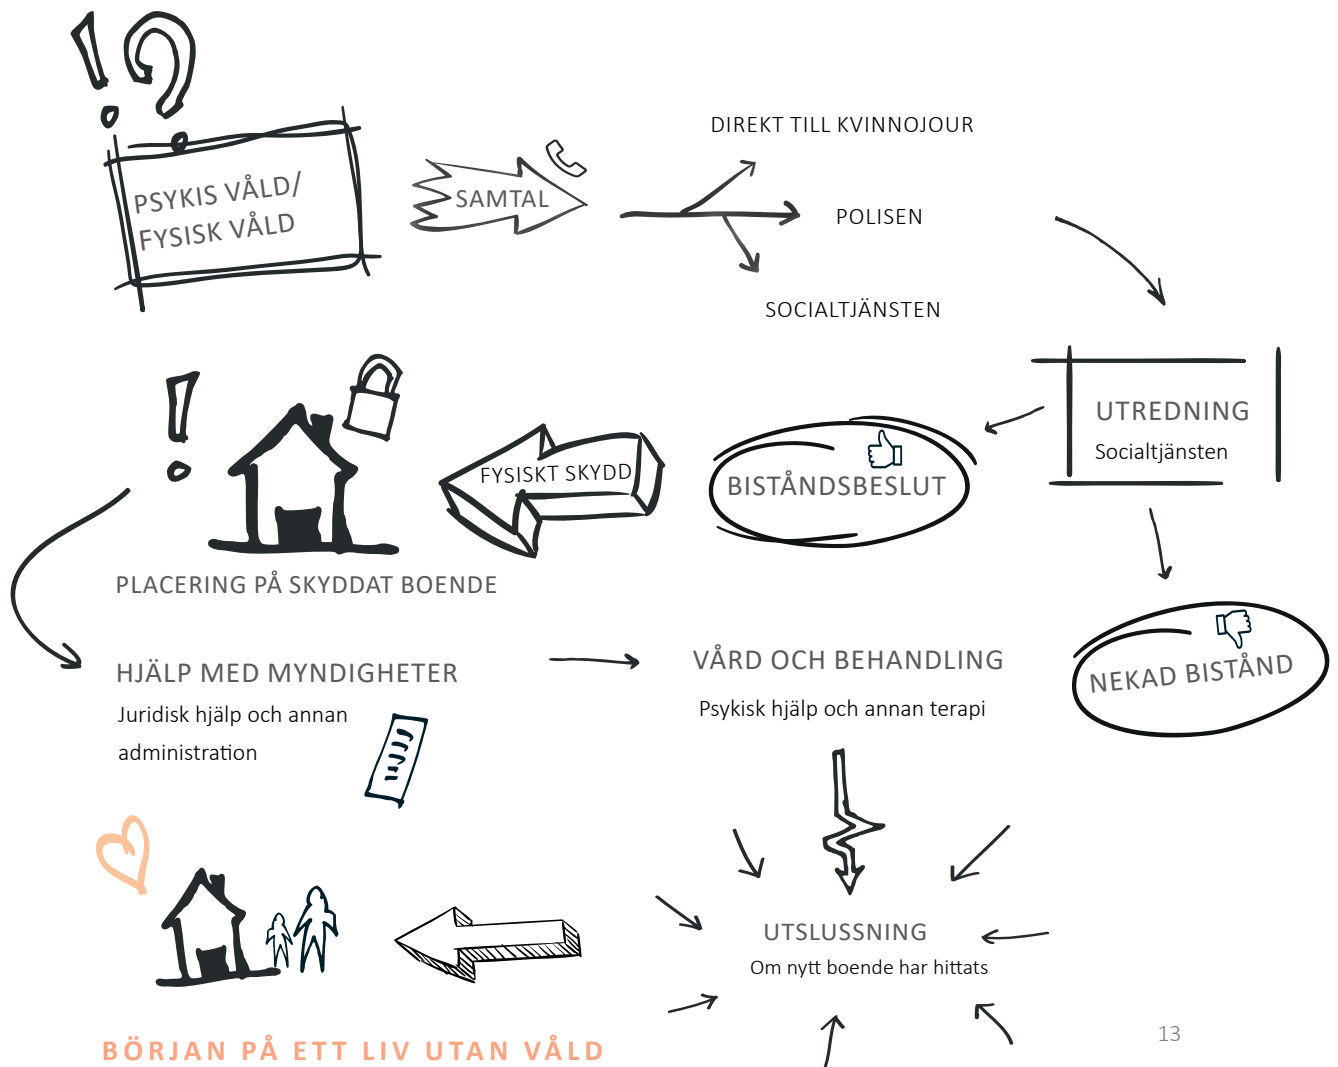 PSYKIS VÅLD/
FYSISK VÅLD
SAMTAL
DIREKT TILL KVINNOJOUR
POLISEN
SOCIALTJÄNSTEN
UTREDNING
Socialtjänsten
BISTÅNDSBESLUT
FYSISKT SKYDD
PLACERING PÅ SKYDDAT BOENDE
NEKAD BISTÅND
HJÄLP MED MYNDIGHETER
Juridisk hjälp och annan
administration
VÅRD OCH BEHANDLING
Psykisk hjälp och annan terapi
UTSLUSSNING
Om nytt boende har hittats
BÖRJAN PÅ ETT LIV UTAN VÅLD
13